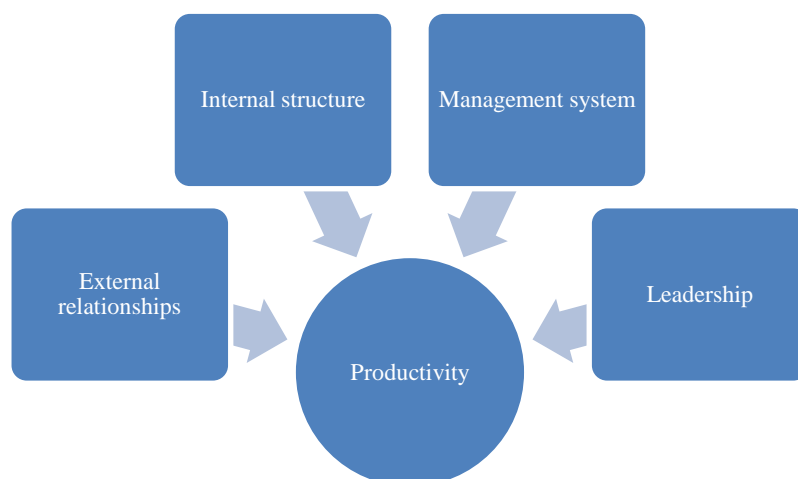 Internal structure
Management system
External
relationships
Leadership
Productivity